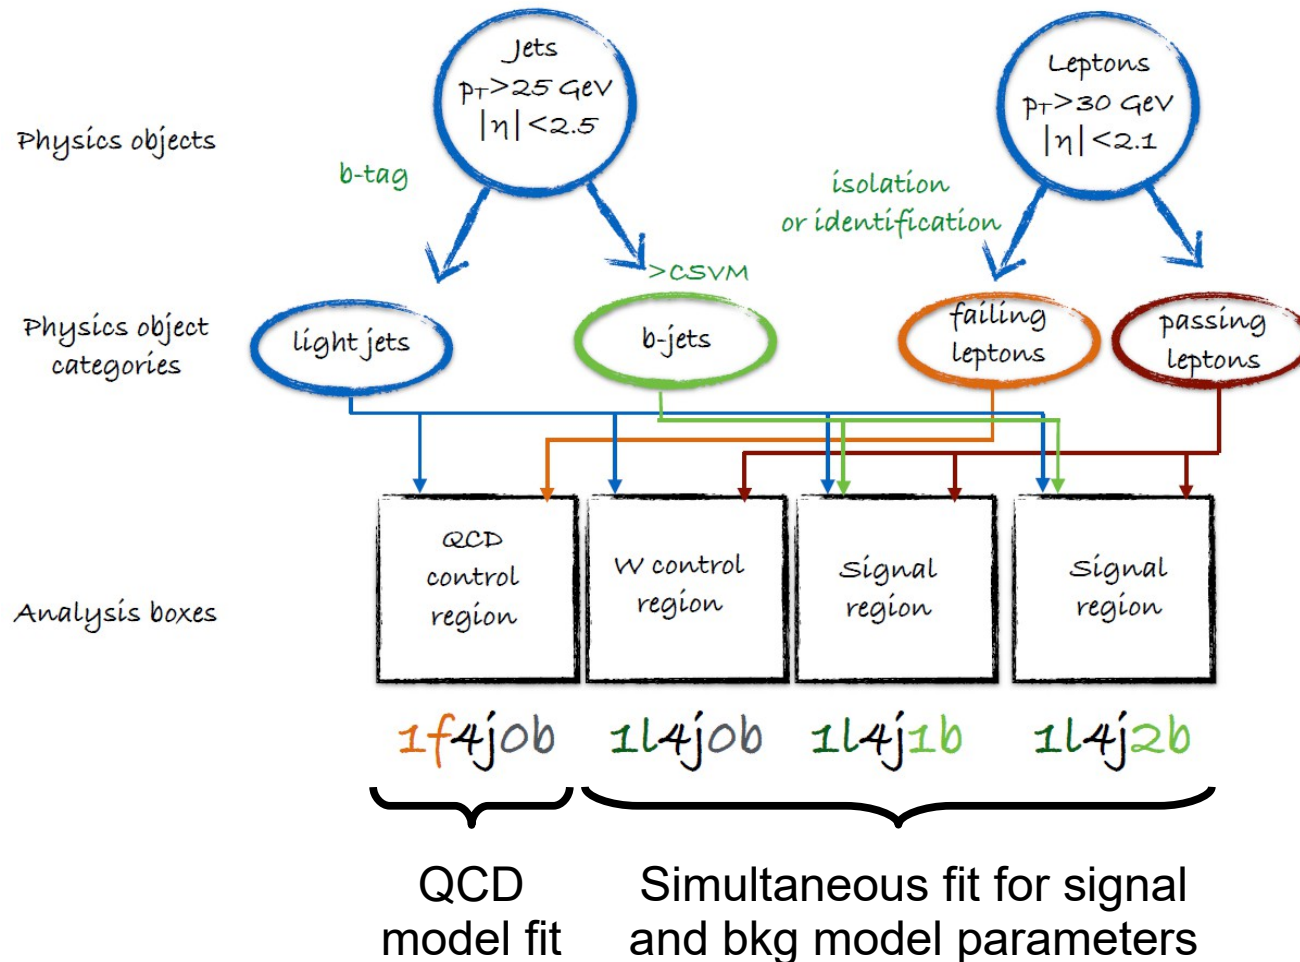 Physics objects
Jets
pT>25 GeV
|η|<2.5
Leptons
pT>30 GeV
|η|<2.1
b-tag
>CSVM
isolation
or identification
Physics object
categories
light jets
b-jets
failing
leptons
passing
leptons
Analysis boxes
QCD
control
region
W control
region
Signal
region
Signal
region
1f4j0b
1l4j0b
1l4j1b
1l4j2b
QCD
model fit
Simultaneous fit for signal
and bkg model parameters